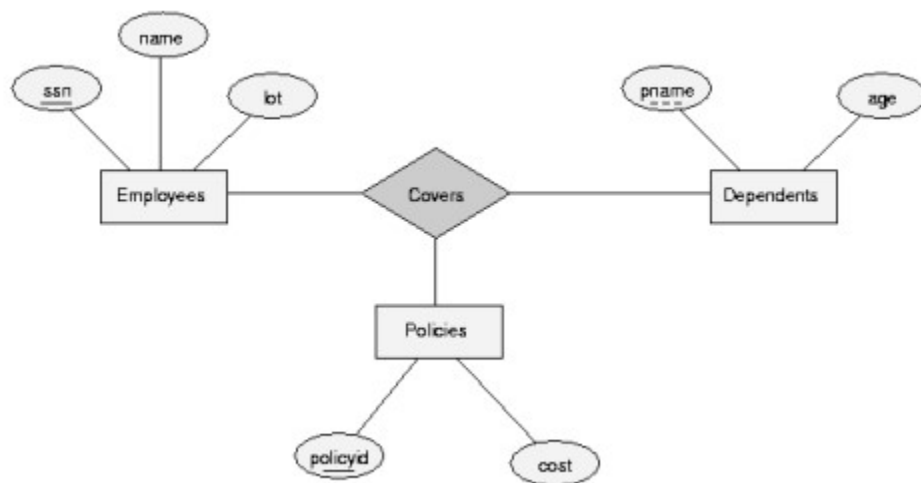 name
ssn
lot
pname
age
Employees
Covers
Dependents
Policies
policyid
cost